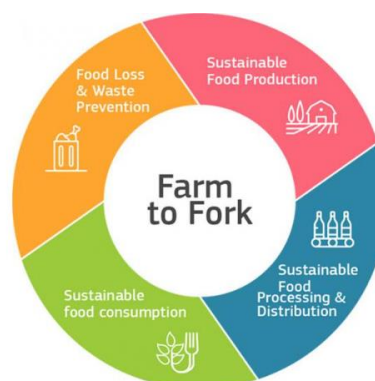 Food Loss
& Waste
Prevention
Sustainable
Food Production
Farm
to Fork
Sustainable
Food
Processing &
Distribution
Sustainable
food consumption